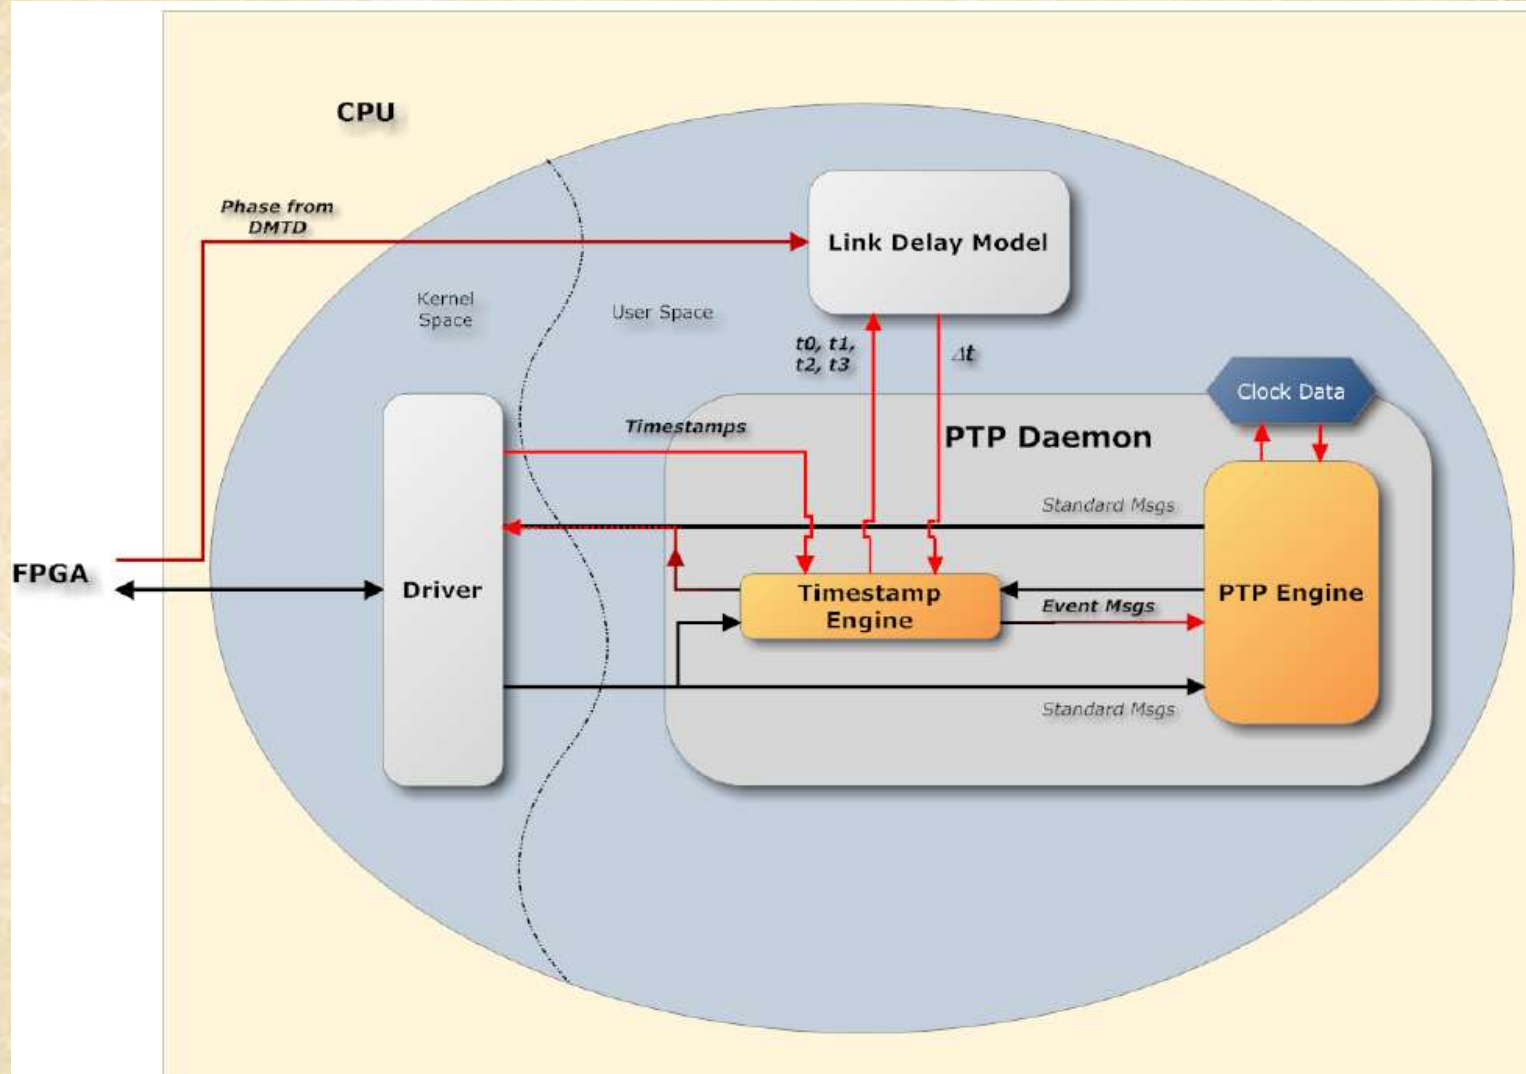 CPU
Phase from
DMTD
Link Delay Model
Kernel
Space
User Space
t0, t1,
t2, t3
Δt
Clock Data
Timestamps
PTP Daemon
Standard Msgs
FPGA
Driver
Timestamp
Engine
Event Msgs
PTP Engine
Standard Msgs